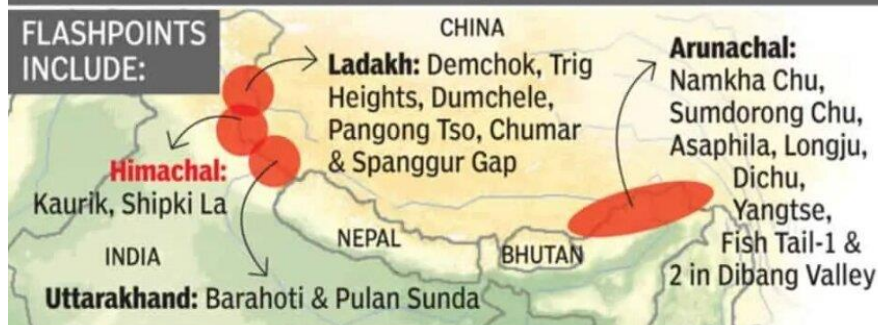 FLASHPOINTS
INCLUDE:
CHINA
Ladakh: Demchok, Trig
Heights, Dumchele,
Pangong Tso, Chumar
& Spanggur Gap
Arunachal:
Namkha Chu,
Sumdorong Chu,
Asaphila, Longju,
Dichu,
Yangtse,
Fish Tail-1 &
2 in Dibang Valley
Himachal:
Kaurik, Shipki La
INDIA
NEPAL
BHUTAN
Uttarakhand: Barahoti & Pulan Sunda